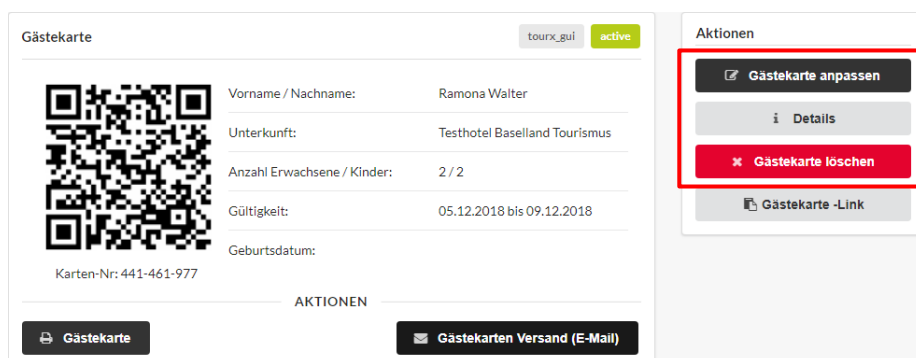 Gästekarte
tourx_gui
active
Vorname / Nachname: Ramona Walter
Unterkunft: Testhotel Baselland Tourismus
Anzahl Erwachsene / Kinder: 2 / 2
Gültigkeit: 05.12.2018 bis 09.12.2018
Geburtsdatum:
Karten-Nr: 441-461-977
AKTIONEN
Gästekarte
Gästekarten Versand (E-Mail)
Aktionen
Gästekarte anpassen
i Details
Gästekarte löschen
Gästekarte -Link